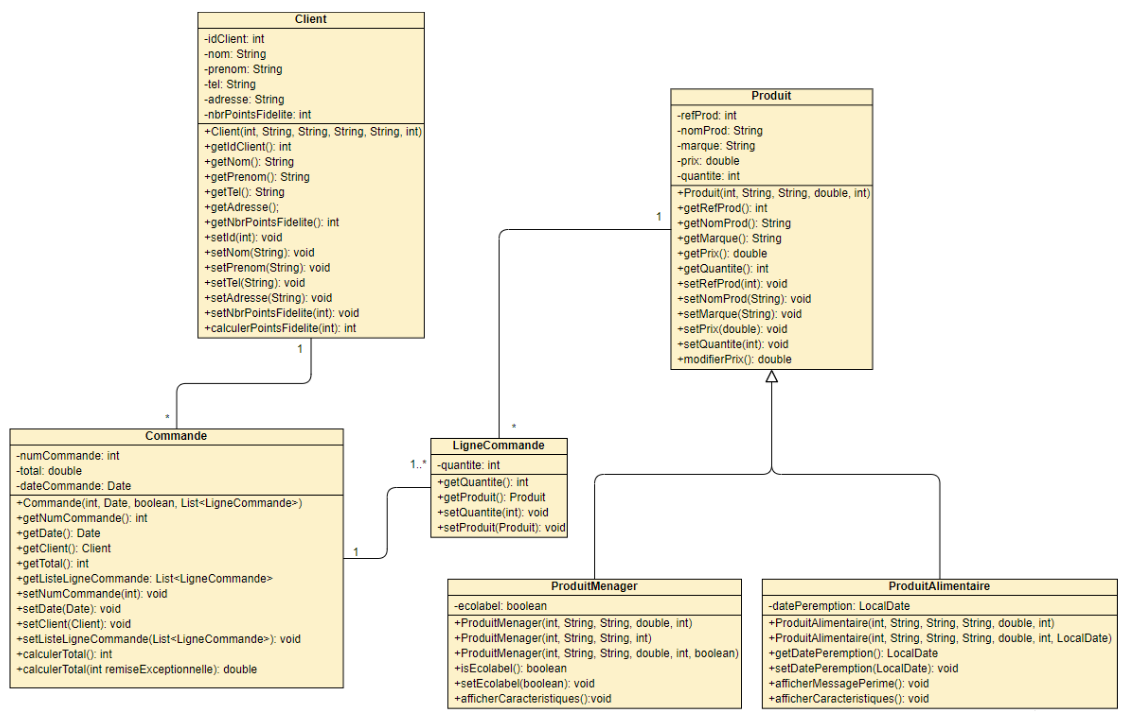 Client
-idClient: int
-nom: String
-prenom: String
-tel: String
-adresse: String
-nbrPointsFidelite: int
+Client(int, String, String, String, String, int)
+getIdClient(): int
+getNom(): String
+getPrenom(): String
+getTel(): String
+getAdresse();
+getNbrPointsFidelite(): int
+setId(int): void
+setNom(String): void
+setPrenom(String): void
+setTel(String): void
+setAdresse(String): void
+setNbrPointsFidelite(int): void
+calculerPointsFidelite(int): int
1
*
Produit
-refProd: int
-nomProd: String
-marque: String
-prix: double
-quantite: int
+Produit(int, String, String, double, int)
+getRefProd(): int
+getNomProd(): String
+getMarque(): String
+getPrix(): double
+getQuantite(): int
+setRefProd(int): void
+setNomProd(String): void
+setMarque(String): void
+setPrix(double): void
+setQuantite(int): void
+modifierPrix(): double
1
*
Commande
-numCommande: int
-total: double
-dateCommande: Date
+Commande(int, Date, boolean, List<LigneCommande>)
+getNumCommande(): int
+getDate(): Date
+getClient(): Client
+getTotal(): int
+getListeLigneCommande: List<LigneCommande>
+setNumCommande(int): void
+setDate(Date): void
+setClient(Client): void
+setListeLigneCommande(List<LigneCommande>): void
+calculerTotal(): int
+calculerTotal(int remiseExceptionnelle): double
1
1..*
LigneCommande
-quantite: int
+getQuantite(): int
+getProduit(): Produit
+setQuantite(int): void
+setProduit(Produit): void
ProduitMenager
-ecolabel: boolean
+ProduitMenager(int, String, String, double, int)
+ProduitMenager(int, String, String, int)
+ProduitMenager(int, String, String, double, int, boolean)
+isEcolabel(): boolean
+setEcolabel(boolean): void
+afficherCaracteristiques():void
ProduitAlimentaire
-datePeremption: LocalDate
+ProduitAlimentaire(int, String, String, String, double, int)
+ProduitAlimentaire(int, String, String, String, double, int, LocalDate)
+getDatePeremption(): LocalDate
+setDatePeremption(LocalDate): void
+afficherMessagePerime(): void
+afficherCaracteristiques(): void